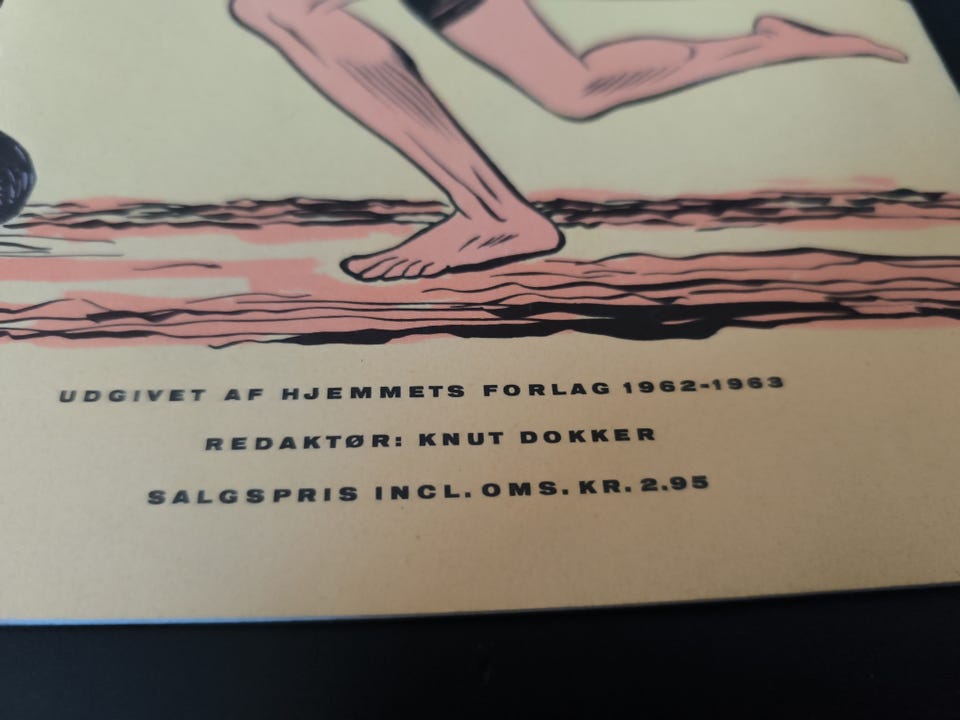 UDGIVET AF HJEMMETS FORLAG 1962-1963
REDAKTØR: KNUT DOKKER
SALGSPRIS INCL. OMS. KR. 2.95